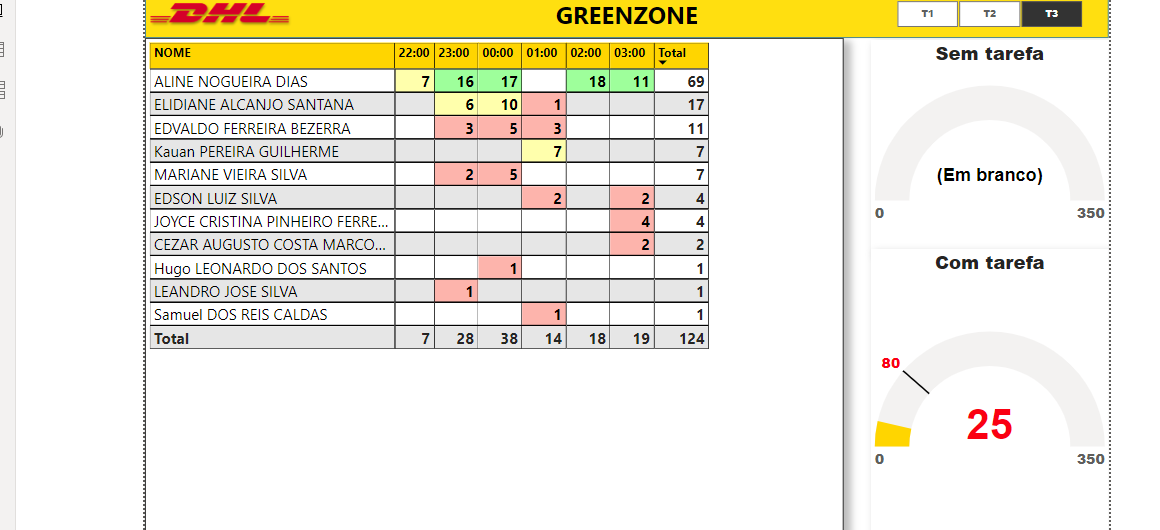 DHL
GREENZONE
T1 T2 T3
NOME 22:00 23:00 00:00 01:00 02:00 03:00 Total
ALINE NOGUEIRA DIAS 7 16 17 18 11 69
ELIDIANE ALCANJO SANTANA 6 10 1 17
EDVALDO FERREIRA BEZERRA 3 5 3 11
Kauan PEREIRA GUILHERME 7 7
MARIANE VIEIRA SILVA 2 5 7
EDSON LUIZ SILVA 2 2 4
JOYCE CRISTINA PINHEIRO FERRE... 4 4
CEZAR AUGUSTO COSTA MARCO... 2 2
Hugo LEONARDO DOS SANTOS 1 1
LEANDRO JOSE SILVA 1 1
Samuel DOS REIS CALDAS 1 1
Total 7 28 38 14 18 19 124
Sem tarefa
(Em branco)
0 350
Com tarefa
80
25
0 350